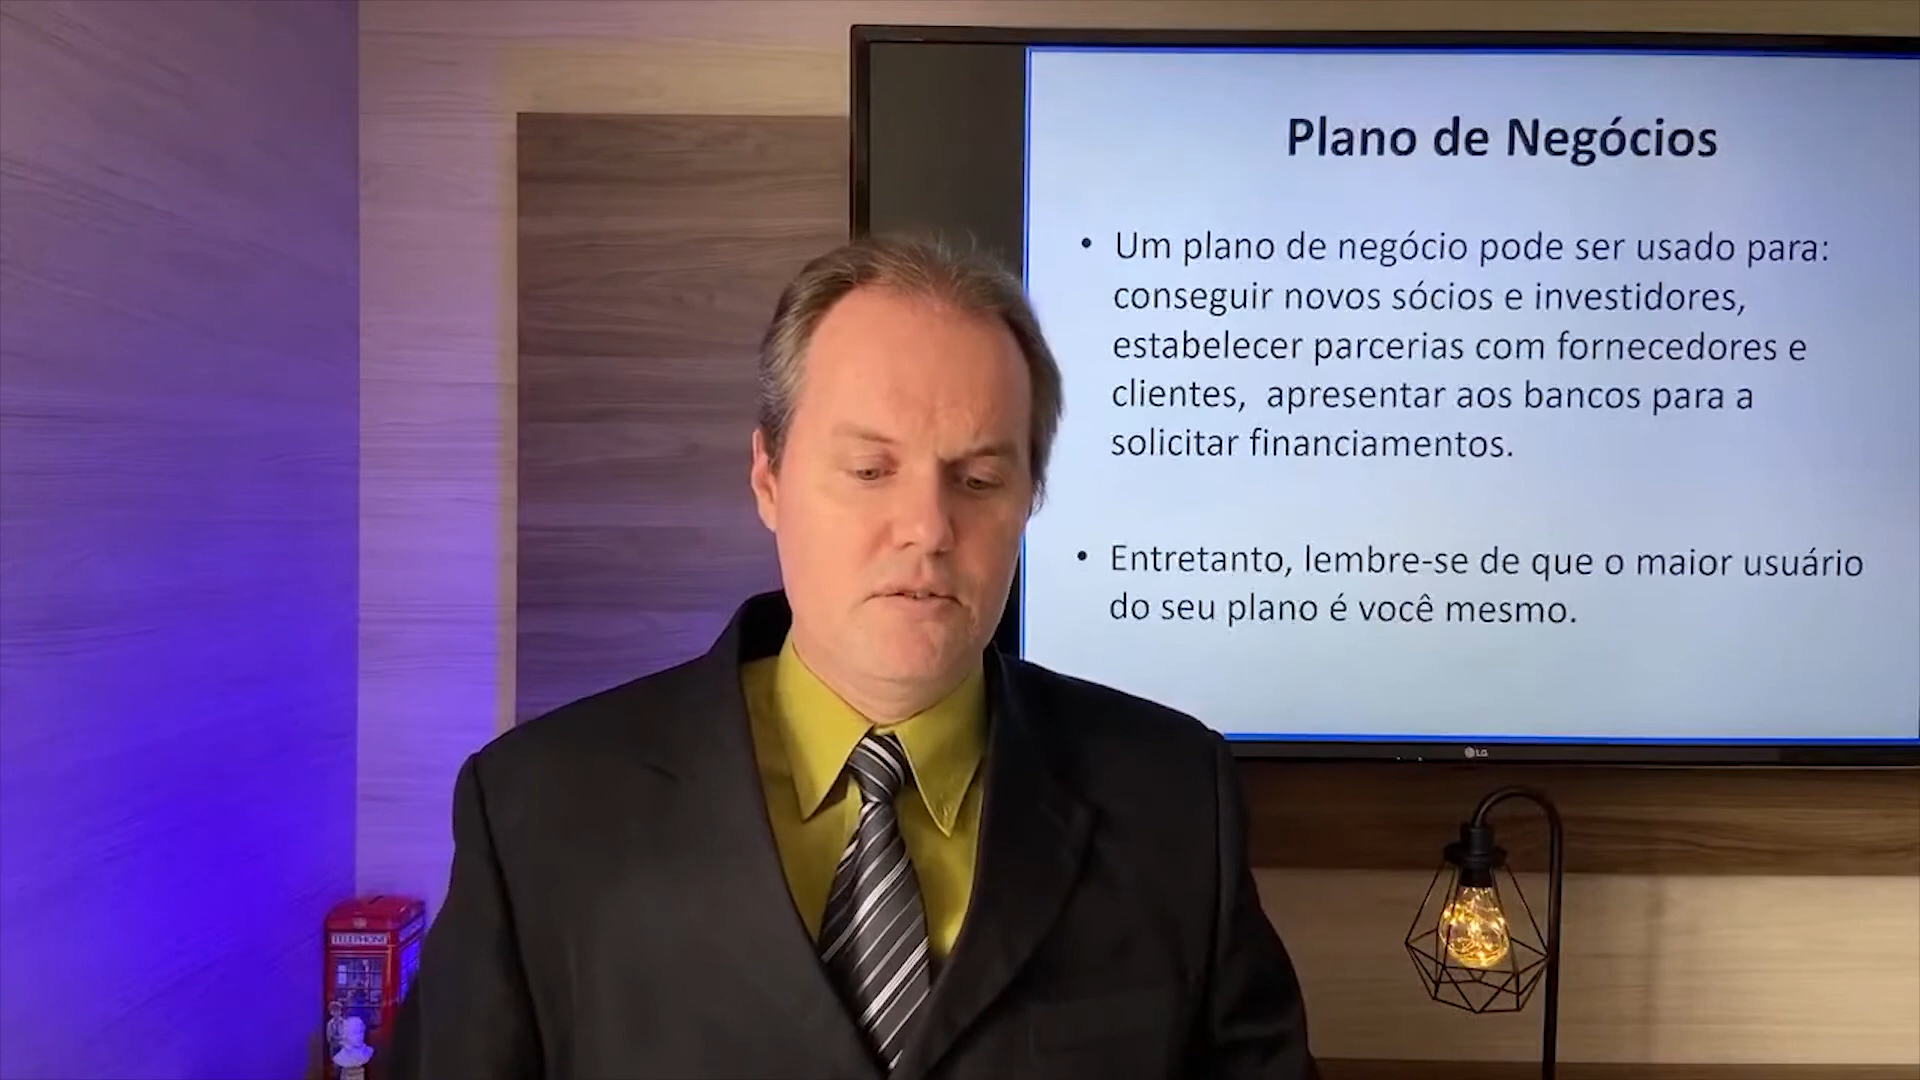 Plano de Negócios
• Um plano de negócio pode ser usado para:
conseguir novos sócios e investidores,
estabelecer parcerias com fornecedores e
clientes, apresentar aos bancos para a
solicitar financiamentos.
• Entretanto, lembre-se de que o maior usuário
do seu plano é você mesmo.
LG
TELEPHONE